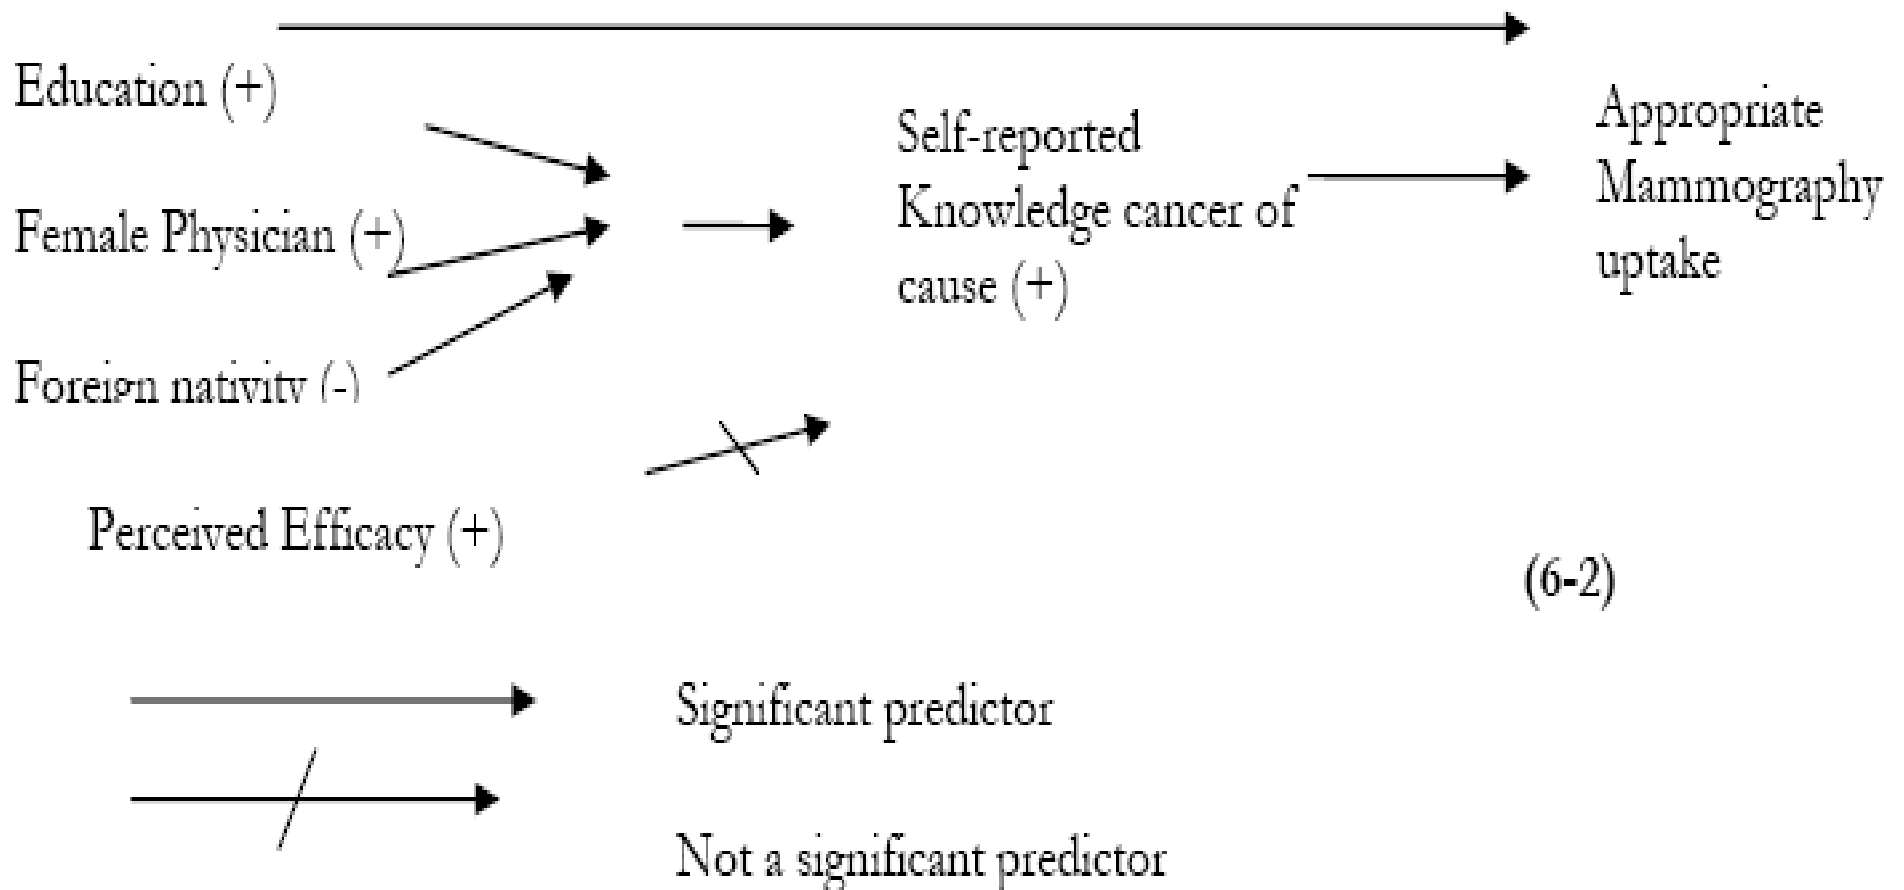 Education (+)
Female Physician (+)
Foreign nativity (-)
Perceived Efficacy (+)
Self-reported
Knowledge cancer of
cause (+)
Appropriate
Mammography
uptake
(6-2)
Significant predictor
Not a significant predictor